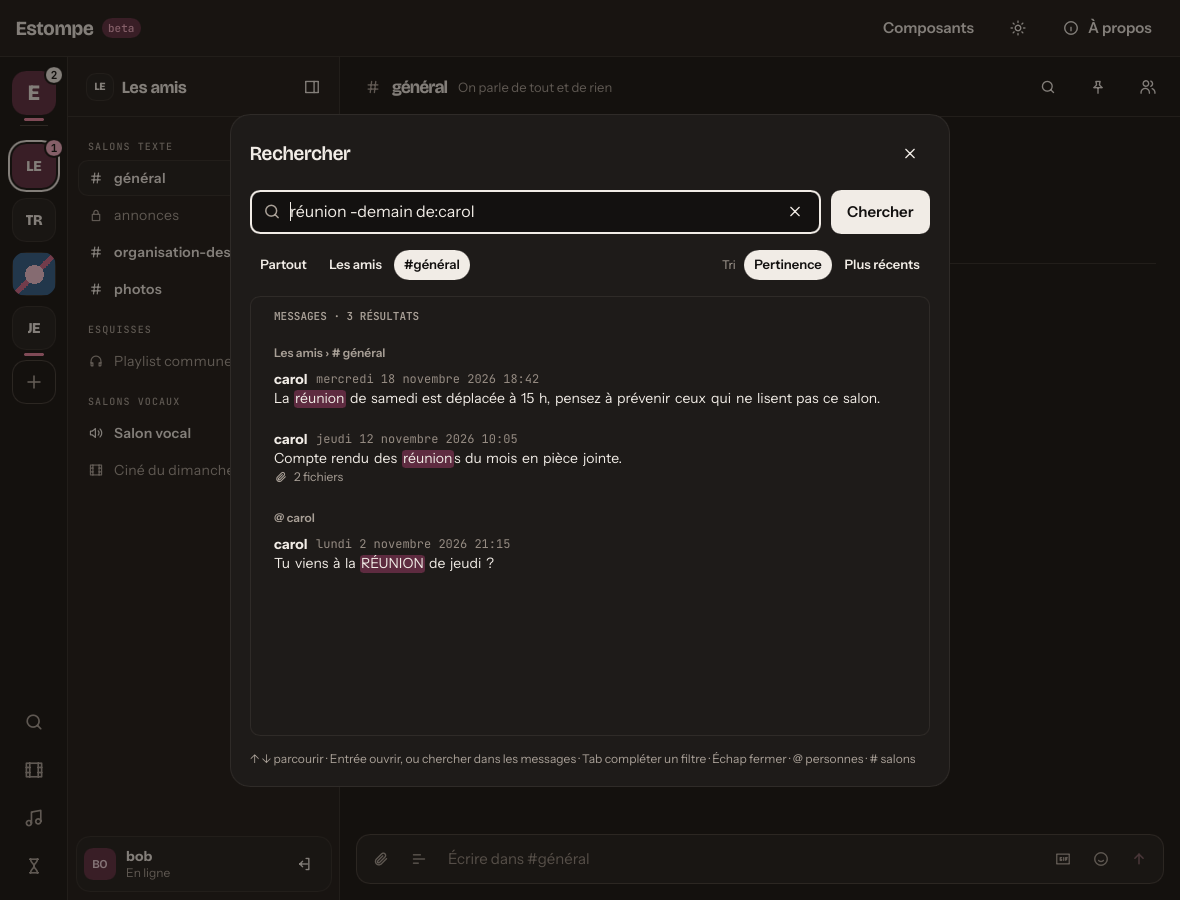 Estompe beta
Composants
À propos
E 2
LE Les amis
# général On parle de tout et de rien
LE 1
TR
JE
SALONS TEXTE
# général
annonces
# organisation-des
# photos
ESQUISSES
Playlist commune
SALONS VOCAUX
Salon vocal
Ciné du dimanche
Rechercher
réunion -demain de:carol
Chercher
Partout Les amis #général
Tri Pertinence Plus récents
MESSAGES · 3 RÉSULTATS
Les amis › # général
carol mercredi 18 novembre 2026 18:42
La réunion de samedi est déplacée à 15 h, pensez à prévenir ceux qui ne lisent pas ce salon.
carol jeudi 12 novembre 2026 10:05
Compte rendu des réunions du mois en pièce jointe.
2 fichiers
@ carol
carol lundi 2 novembre 2026 21:15
Tu viens à la RÉUNION de jeudi ?
↑ ↓ parcourir · Entrée ouvrir, ou chercher dans les messages · Tab compléter un filtre · Échap fermer · @ personnes · # salons
BO bob
En ligne
Écrire dans #général
GIF